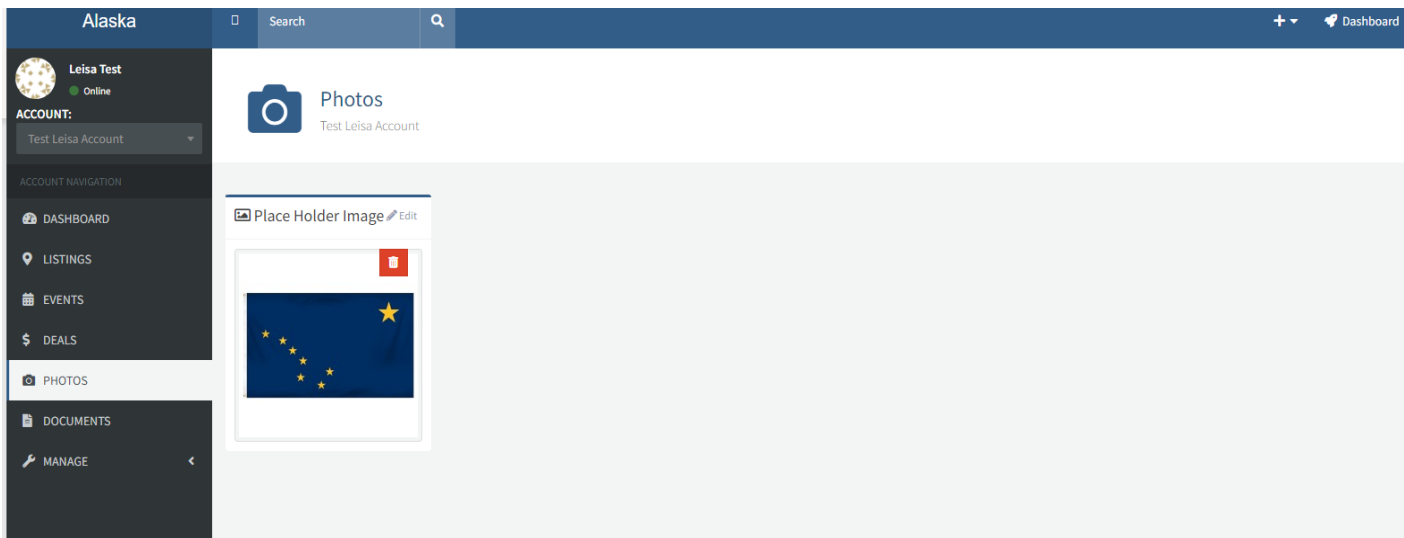 Alaska
Search
Dashboard
Leisa Test
Online
ACCOUNT:
Test Leisa Account
Photos
Test Leisa Account
ACCOUNT NAVIGATION
DASHBOARD
LISTINGS
EVENTS
$ DEALS
PHOTOS
DOCUMENTS
MANAGE
Place Holder Image Edit